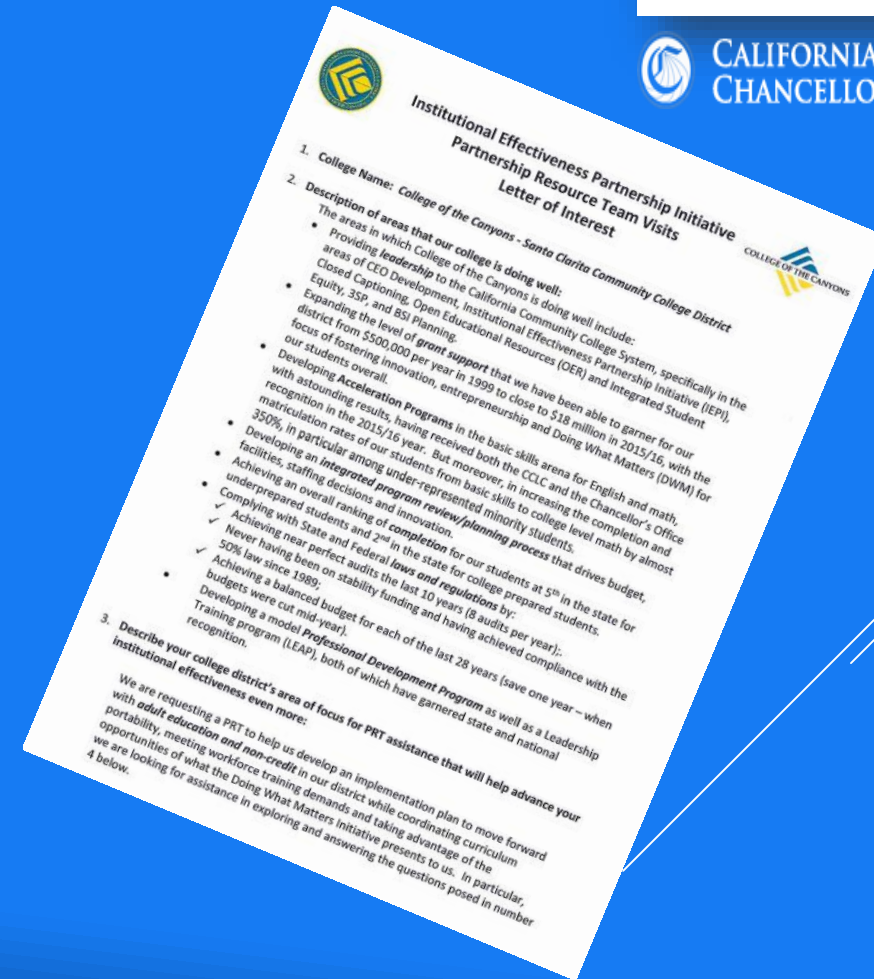 CALIFORNIA
CHANCELLO
Institutional Effectiveness Partnership Initiative
Partnership Resource Team Visits
Letter of Interest
COLLEGE OF THE CANYONS
1. College Name: College of the Canyons - Santa Clarita Community College District
2. Description of areas that our college is doing well:
The areas in which College of the Canyons is doing well include:
• Providing leadership to the California Community College System, specifically in the
areas of CEO Development, Institutional Effectiveness Partnership Initiative (IEPI),
Closed Captioning, Open Educational Resources (OER) and Integrated Student
Equity, 3SP, and BSI Planning.
• Expanding the level of grant support that we have been able to garner for our
district from $500,000 per year in 1999 to close to $18 million in 2015/16, with the
focus of fostering innovation, entrepreneurship and Doing What Matters (DWM) for
our students overall.
• Developing Acceleration Programs in the basic skills arena for English and math,
with astounding results, having received both the CCLC and the Chancellor's Office
recognition in the 2015/16 year. But moreover, in increasing the completion and
matriculation rates of our students from basic skills to college level math by almost
350%, in particular among under-represented minority students.
• Developing an integrated program review/planning process that drives budget,
facilities, staffing decisions and innovation.
• Achieving an overall ranking of completion for our students at 5th in the state for
underprepared students and 2nd in the state for college prepared students.
• Complying with State and Federal laws and regulations by:
✓ Achieving near perfect audits the last 10 years (8 audits per year);.
✓ Never having been on stability funding and having achieved compliance with the
50% law since 1989;
✓ Achieving a balanced budget for each of the last 28 years (save one year – when
budgets were cut mid-year).
• Developing a model Professional Development Program as well as a Leadership
Training program (LEAP), both of which have garnered state and national
recognition.
3. Describe your college district's area of focus for PRT assistance that will help advance your
institutional effectiveness even more:
We are requesting a PRT to help us develop an implementation plan to move forward
with adult education and non-credit in our district while coordinating curriculum
portability, meeting workforce training demands and taking advantage of the
opportunities of what the Doing What Matters Initiative presents to us. In particular,
we are looking for assistance in exploring and answering the questions posed in number
4 below.